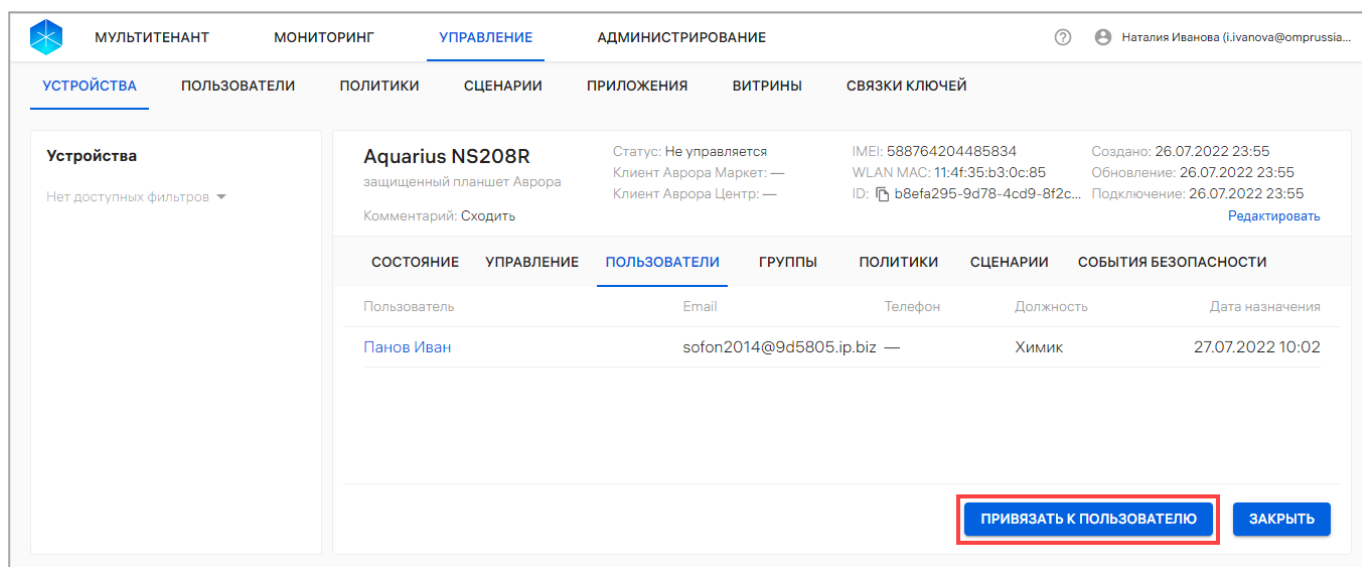 МУЛЬТИТЕНАНТ МОНИТОРИНГ УПРАВЛЕНИЕ АДМИНИСТРИРОВАНИЕ ? Наталия Иванова (i.ivanova@omprussia...
УСТРОЙСТВА ПОЛЬЗОВАТЕЛИ ПОЛИТИКИ СЦЕНАРИИ ПРИЛОЖЕНИЯ ВИТРИНЫ СВЯЗКИ КЛЮЧЕЙ
Устройства
Нет доступных фильтров
Aquarius NS208R
защищенный планшет Аврора
Комментарий: Сходить
Статус: Не управляется
Клиент Аврора Маркет: —
Клиент Аврора Центр: —
IMEI: 588764204485834
WLAN MAC: 11:4f:35:b3:0c:85
ID: b8efa295-9d78-4cd9-8f2c...
Создано: 26.07.2022 23:55
Обновление: 26.07.2022 23:55
Подключение: 26.07.2022 23:55
Редактировать
СОСТОЯНИЕ УПРАВЛЕНИЕ ПОЛЬЗОВАТЕЛИ ГРУППЫ ПОЛИТИКИ СЦЕНАРИИ СОБЫТИЯ БЕЗОПАСНОСТИ
Пользователь Email Телефон Должность Дата назначения
Панов Иван sofon2014@9d5805.ip.biz — Химик 27.07.2022 10:02
ПРИВЯЗАТЬ К ПОЛЬЗОВАТЕЛЮ ЗАКРЫТЬ